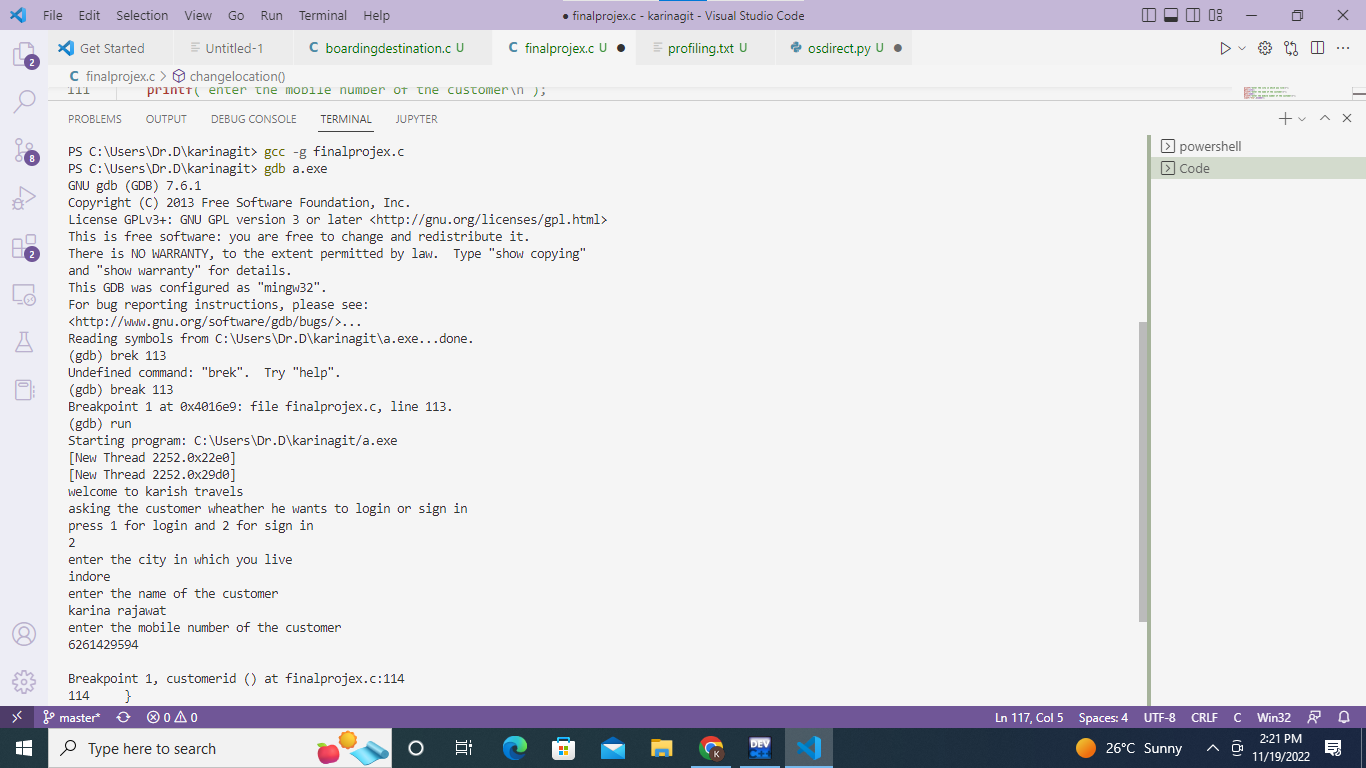 File Edit Selection View Go Run Terminal Help ● finalprojex.c - karinagit - Visual Studio Code
Get Started Untitled-1 C boardingdestination.c U C finalprojex.c U ● profiling.txt U osdirect.py U ●
C finalprojex.c > changelocation()
111 printf( enter the mobile number of the customer\n );
PROBLEMS OUTPUT DEBUG CONSOLE TERMINAL JUPYTER
PS C:\Users\Dr.D\karinagit> gcc -g finalprojex.c
PS C:\Users\Dr.D\karinagit> gdb a.exe
GNU gdb (GDB) 7.6.1
Copyright (C) 2013 Free Software Foundation, Inc.
License GPLv3+: GNU GPL version 3 or later <http://gnu.org/licenses/gpl.html>
This is free software: you are free to change and redistribute it.
There is NO WARRANTY, to the extent permitted by law.  Type "show copying"
and "show warranty" for details.
This GDB was configured as "mingw32".
For bug reporting instructions, please see:
<http://www.gnu.org/software/gdb/bugs/>...
Reading symbols from C:\Users\Dr.D\karinagit\a.exe...done.
(gdb) brek 113
Undefined command: "brek".  Try "help".
(gdb) break 113
Breakpoint 1 at 0x4016e9: file finalprojex.c, line 113.
(gdb) run
Starting program: C:\Users\Dr.D\karinagit/a.exe
[New Thread 2252.0x22e0]
[New Thread 2252.0x29d0]
welcome to karish travels
asking the customer wheather he wants to login or sign in
press 1 for login and 2 for sign in
2
enter the city in which you live
indore
enter the name of the customer
karina rajawat
enter the mobile number of the customer
6261429594
Breakpoint 1, customerid () at finalprojex.c:114
114 }
powershell
Code
2
8
2
master* 0 0 Ln 117, Col 5 Spaces: 4 UTF-8 CRLF C Win32
Type here to search K DEV 26°C Sunny 2:21 PM
11/19/2022